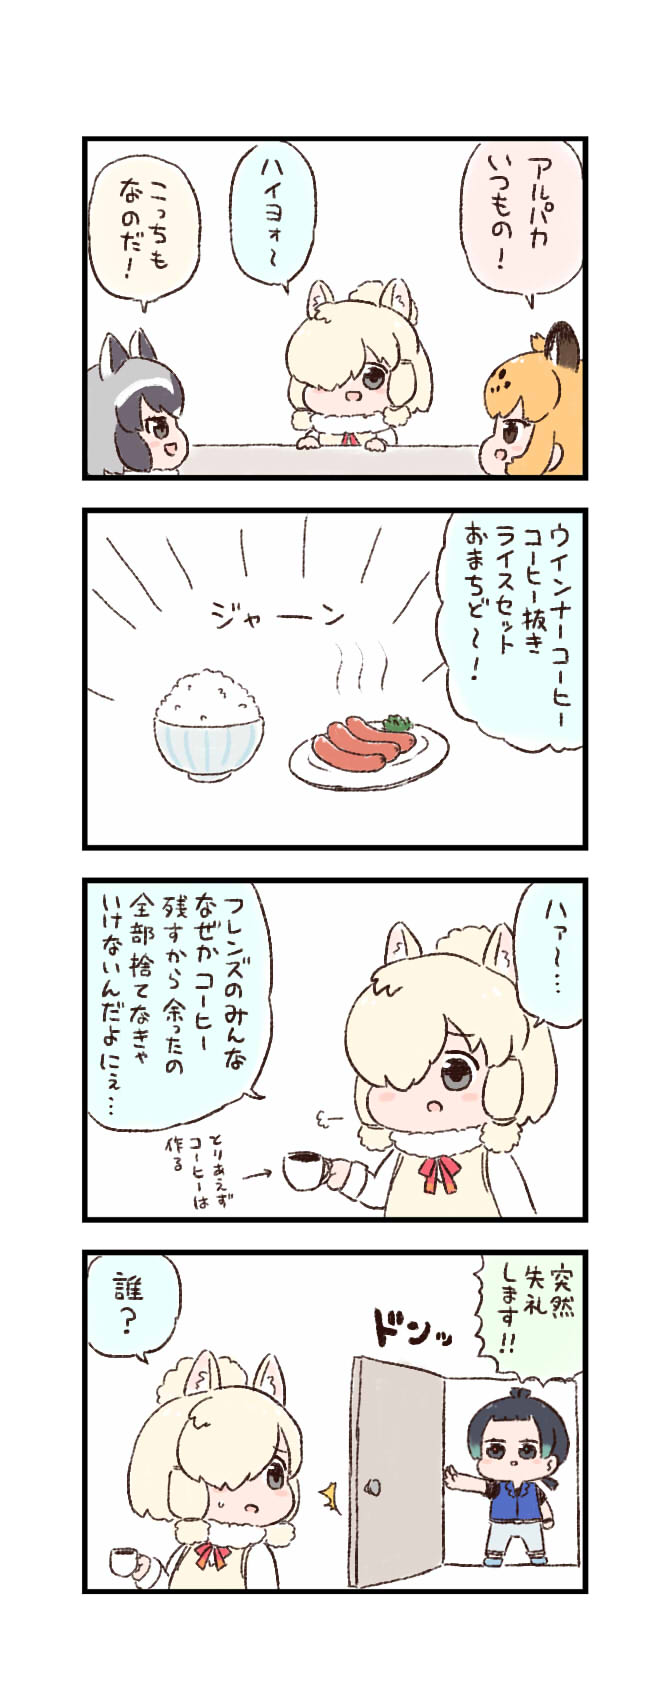 アルパカ
いつもの!
ハイヨォ〜
こっちも
なのだ!
ウインナーコーヒー
コーヒー抜き
ライスセット
おまちど〜!
ジャーン
ハァ〜…
フレンズのみんな
なぜかコーヒー
残すから余ったの
全部捨てなきゃ
いけないんだよにぇ…
とりあえず
コーヒーは
作る
突然
失礼
します!!
ドンッ
誰?